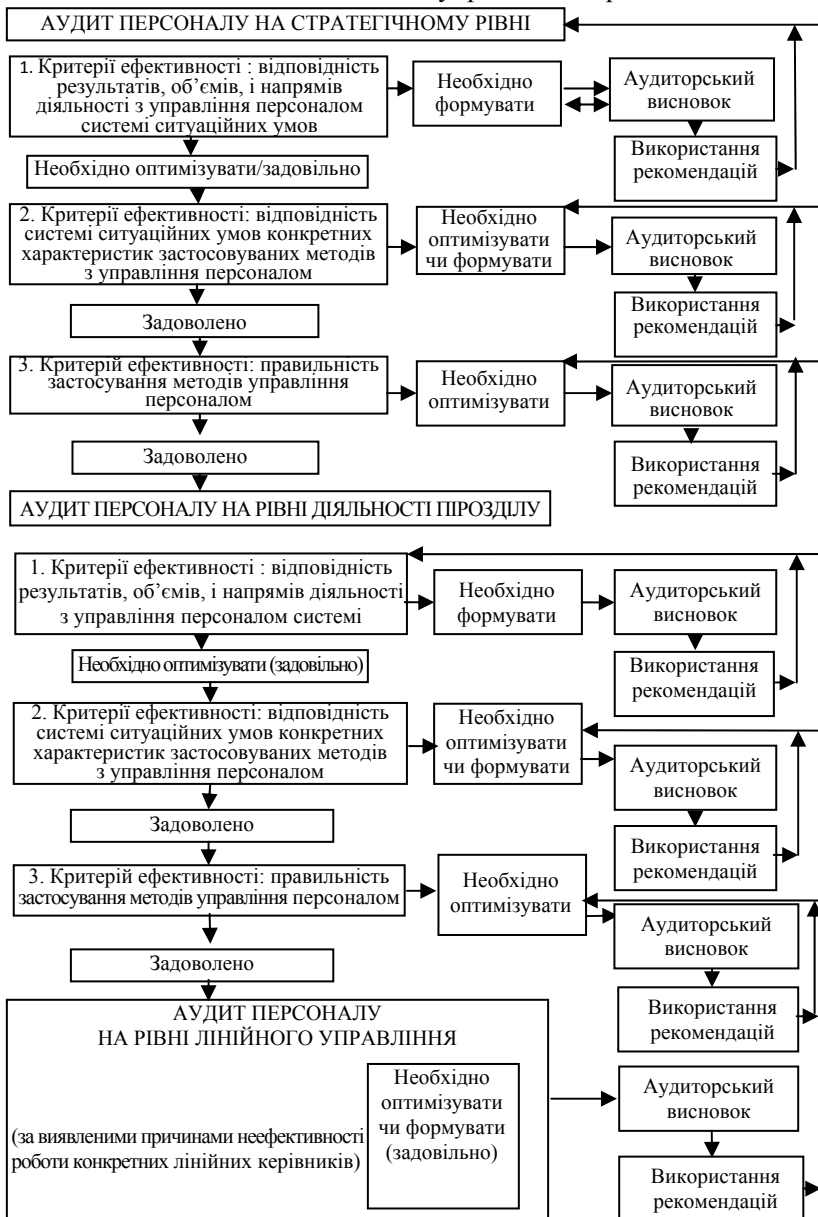 АУДИТ ПЕРСОНАЛУ НА СТРАТЕГІЧНОМУ РІВНІ
1. Критерії ефективності : відповідність
результатів, об’ємів, і напрямів
діяльності з управління персоналом
системі ситуаційних умов
Необхідно
формувати
Аудиторський
висновок
Використання
рекомендацій
Необхідно оптимізувати/задовільно
2. Критерії ефективності: відповідність
системі ситуаційних умов конкретних
характеристик застосовуваних методів
з управління персоналом
Необхідно
оптимізувати
чи формувати
Аудиторський
висновок
Використання
рекомендацій
Задоволено
3. Критерій ефективності: правильність
застосування методів управління
персоналом
Необхідно
оптимізувати
Аудиторський
висновок
Використання
рекомендацій
Задоволено
АУДИТ ПЕРСОНАЛУ НА РІВНІ ДІЯЛЬНОСТІ ПІРОЗДІЛУ
1. Критерії ефективності : відповідність
результатів, об’ємів, і напрямів діяльності
з управління персоналом системі
Необхідно
формувати
Аудиторський
висновок
Використання
рекомендацій
Необхідно оптимізувати (задовільно)
2. Критерії ефективності: відповідність
системі ситуаційних умов конкретних
характеристик застосовуваних методів
з управління персоналом
Необхідно
оптимізувати
чи формувати
Аудиторський
висновок
Використання
рекомендацій
Задоволено
3. Критерій ефективності: правильність
застосування методів управління персоналом
Необхідно
оптимізувати
Аудиторський
висновок
Використання
рекомендацій
Задоволено
АУДИТ ПЕРСОНАЛУ
НА РІВНІ ЛІНІЙНОГО УПРАВЛІННЯ
(за виявленими причинами неефективності
роботи конкретних лінійних керівників)
Необхідно
оптимізувати
чи формувати
(задовільно)
Аудиторський
висновок
Використання
рекомендацій